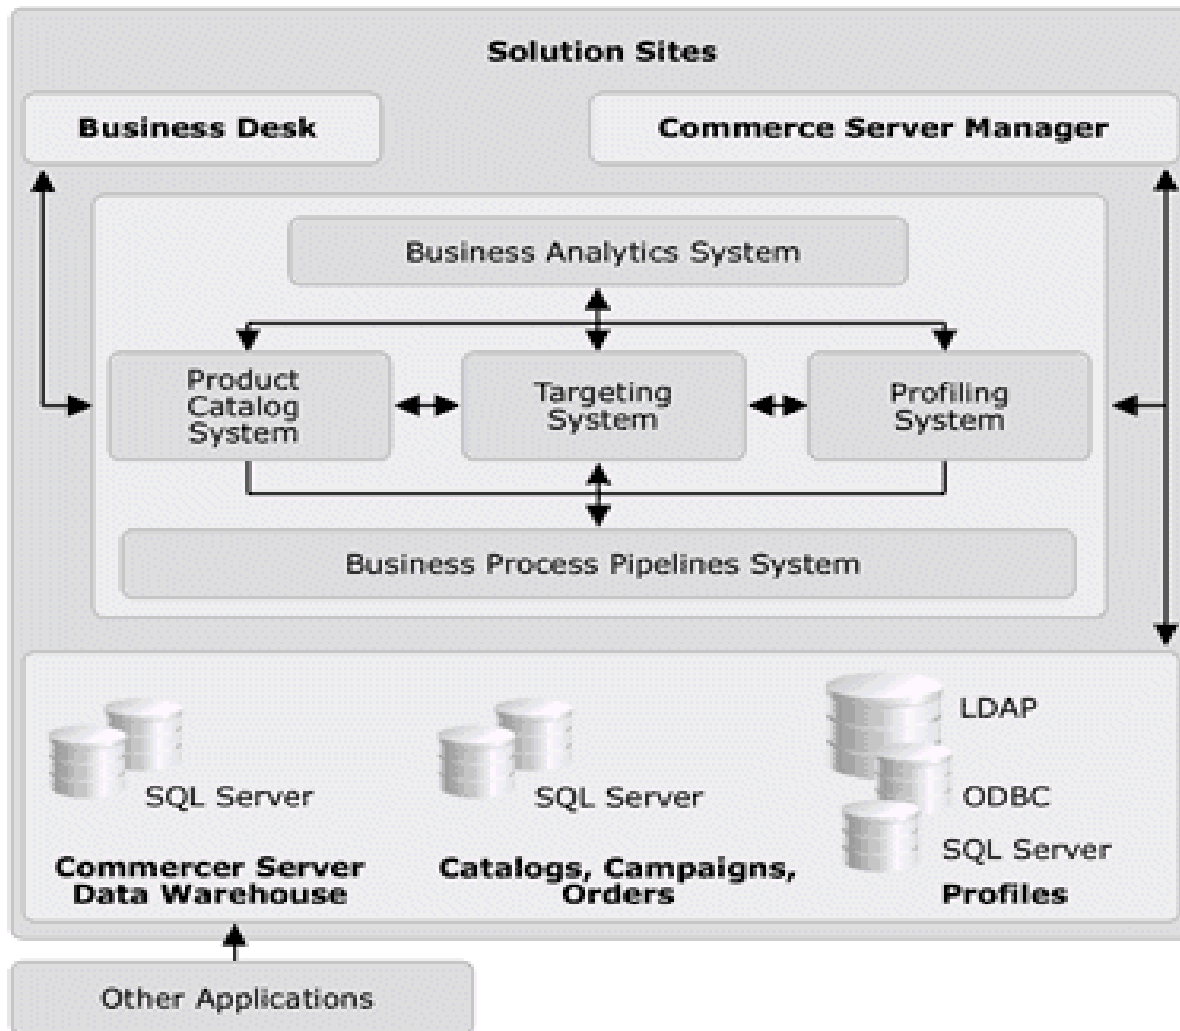 Solution Sites
Business Desk
Commerce Server Manager
Business Analytics System
Product
Catalog
System
Targeting
System
Profiling
System
Business Process Pipelines System
SQL Server
Commercer Server
Data Warehouse
SQL Server
Catalogs, Campaigns,
Orders
LDAP
ODBC
SQL Server
Profiles
Other Applications